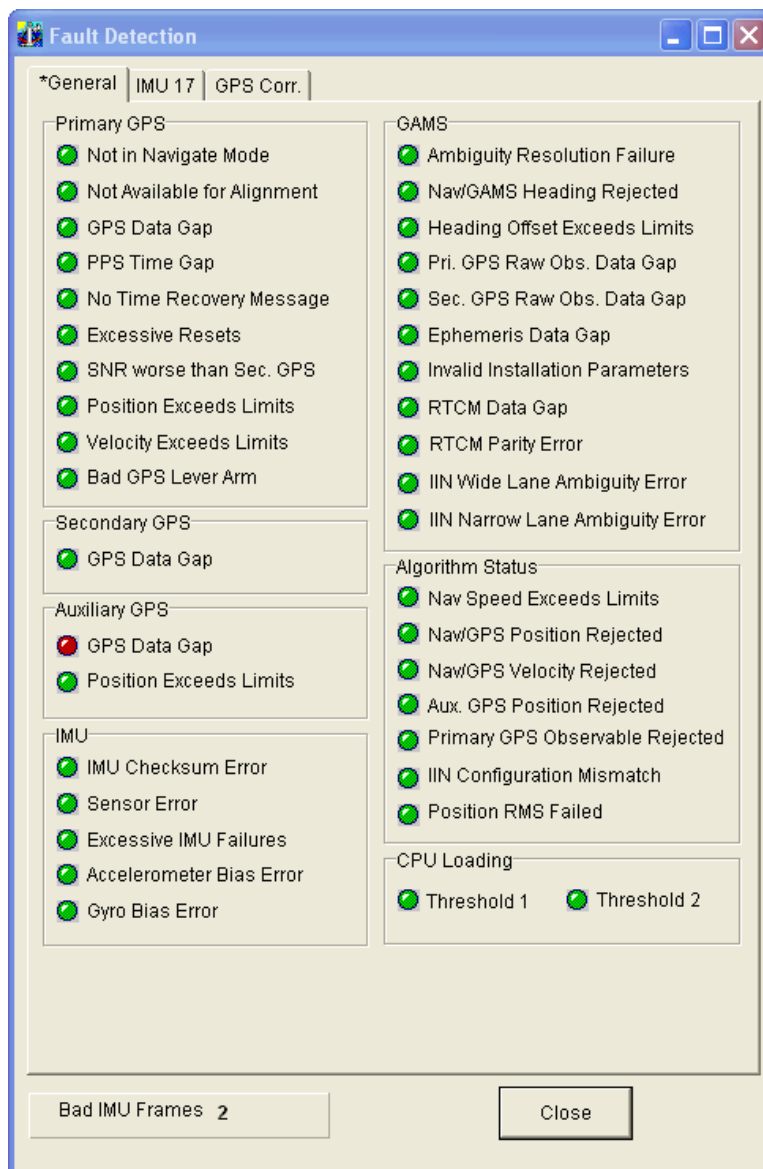 Fault Detection
*General
IMU 17
GPS Corr.
Primary GPS
Not in Navigate Mode
Not Available for Alignment
GPS Data Gap
PPS Time Gap
No Time Recovery Message
Excessive Resets
SNR worse than Sec. GPS
Position Exceeds Limits
Velocity Exceeds Limits
Bad GPS Lever Arm
Secondary GPS
GPS Data Gap
Auxiliary GPS
GPS Data Gap
Position Exceeds Limits
IMU
IMU Checksum Error
Sensor Error
Excessive IMU Failures
Accelerometer Bias Error
Gyro Bias Error
GAMS
Ambiguity Resolution Failure
Nav/GAMS Heading Rejected
Heading Offset Exceeds Limits
Pri. GPS Raw Obs. Data Gap
Sec. GPS Raw Obs. Data Gap
Ephemeris Data Gap
Invalid Installation Parameters
RTCM Data Gap
RTCM Parity Error
IIN Wide Lane Ambiguity Error
IIN Narrow Lane Ambiguity Error
Algorithm Status
Nav Speed Exceeds Limits
Nav/GPS Position Rejected
Nav/GPS Velocity Rejected
Aux. GPS Position Rejected
Primary GPS Observable Rejected
IIN Configuration Mismatch
Position RMS Failed
CPU Loading
Threshold 1
Threshold 2
Bad IMU Frames 2
Close